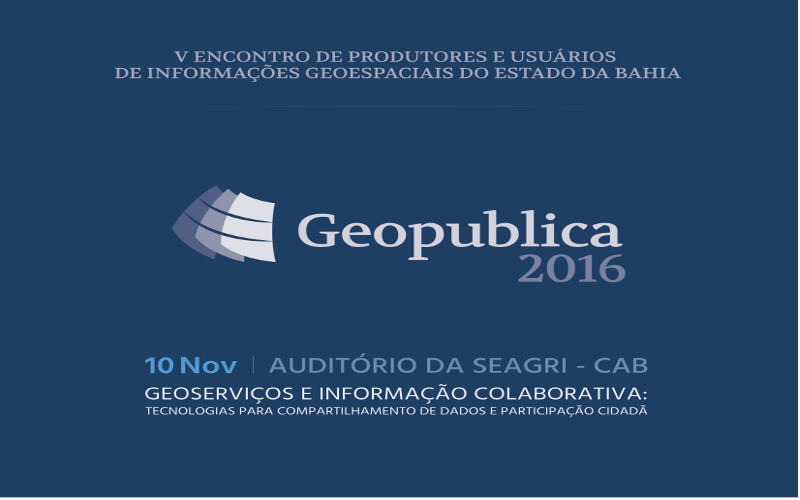 V ENCONTRO DE PRODUTORES E USUÁRIOS
DE INFORMAÇÕES GEOESPACIAIS DO ESTADO DA BAHIA
Geopublica
2016
10 Nov | AUDITÓRIO DA SEAGRI - CAB
GEOSERVIÇOS E INFORMAÇÃO COLABORATIVA:
TECNOLOGIAS PARA COMPARTILHAMENTO DE DADOS E PARTICIPAÇÃO CIDADÃ